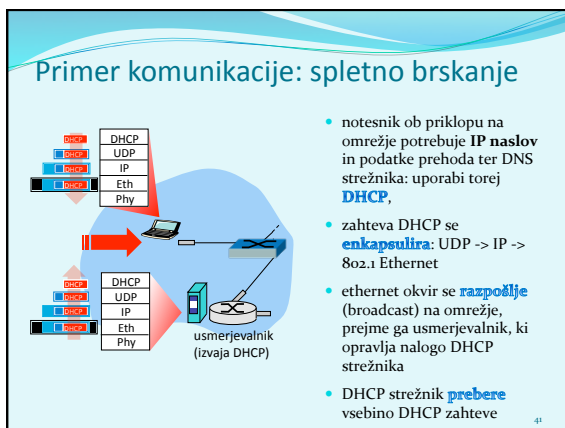 Primer komunikacije: spletno brskanje
DHCP
DHCP
DHCP
DHCP
DHCP
UDP
IP
Eth
Phy
DHCP
DHCP
DHCP
DHCP
DHCP
UDP
IP
Eth
Phy
usmerjevalnik
(izvaja DHCP)
notesnik ob priklopu na
omrežje potrebuje IP naslov
in podatke prehoda ter DNS
strežnika: uporabi torej
DHCP,
zahteva DHCP se
enkapsulira: UDP -> IP ->
802.1 Ethernet
ethernet okvir se razpošlje
(broadcast) na omrežje,
prejme ga usmerjevalnik, ki
opravlja nalogo DHCP
strežnika
DHCP strežnik prebere
vsebino DHCP zahteve
41